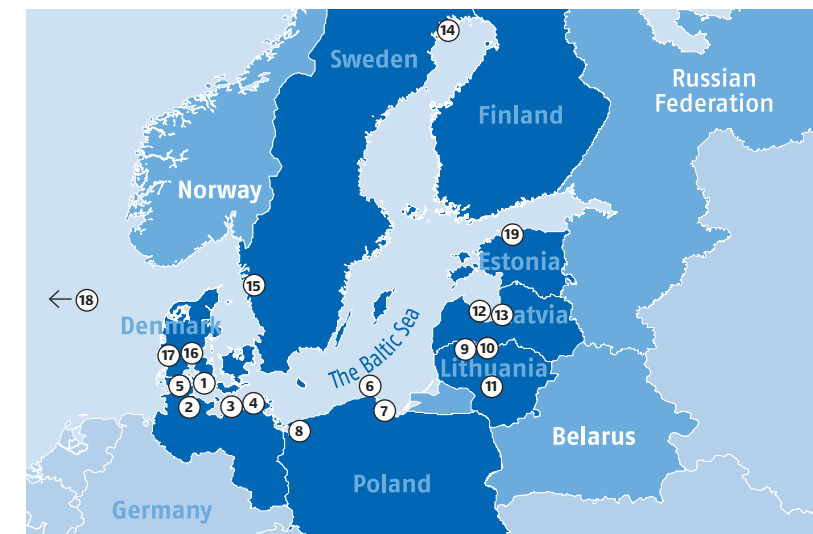 14
Sweden
Russian
Federation
Finland
Norway
19
Estonia
15
18
12
13
Latvia
Denmark
The Baltic Sea
17
16
9
10
Lithuania
5
1
6
11
2
3
4
7
8
Belarus
Poland
Germany